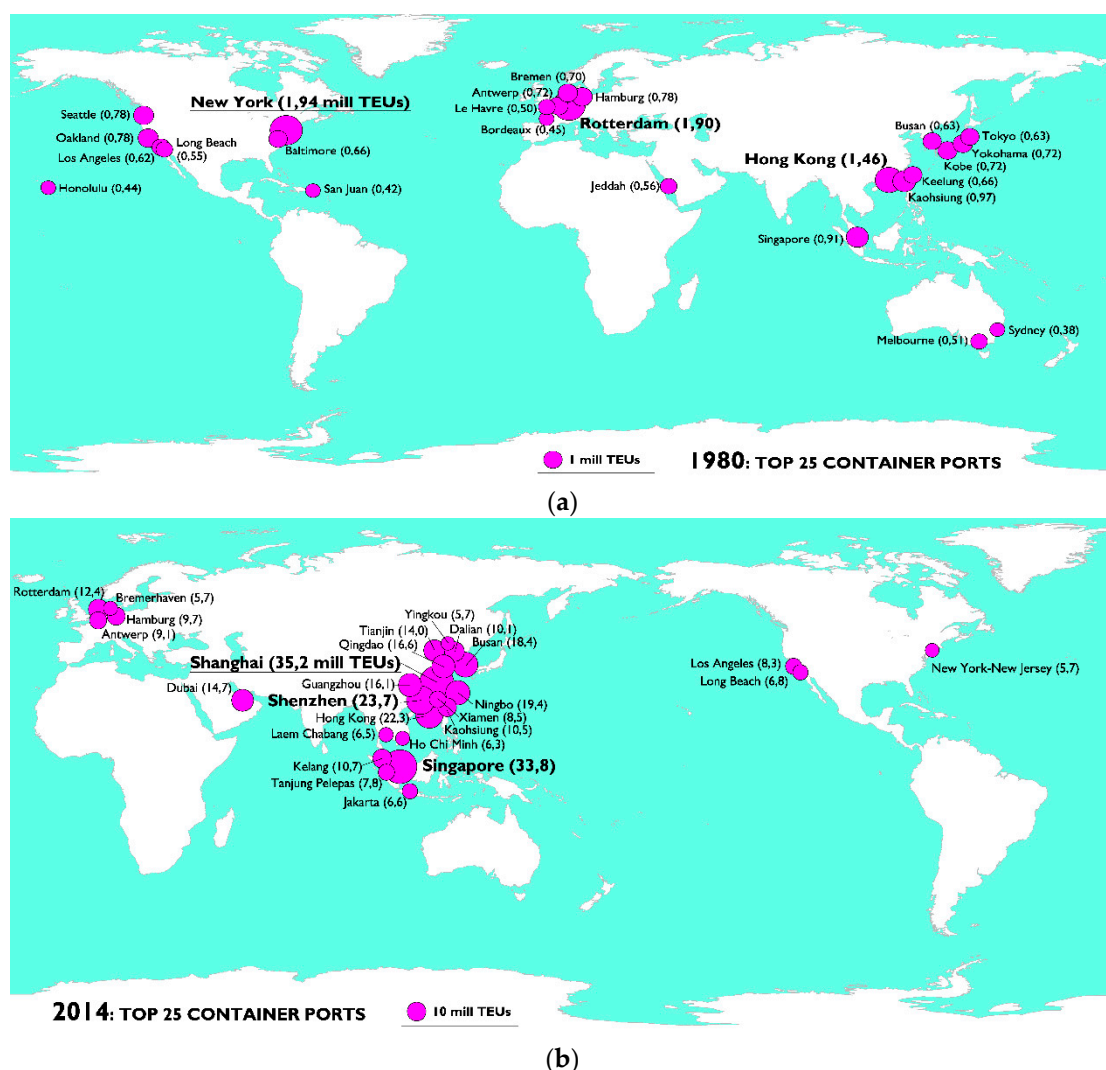 Bremen (0,70)
Antwerp (0,72)
Hamburg (0,78)
New York (1,94 mill TEUs)
Le Havre (0,50)
Seattle (0,78)
Rotterdam (1,90)
Bordeaux (0,45)
Busan (0,63)
Tokyo (0,63)
Oakland (0,78)
Long Beach
(0,55)
Los Angeles (0,62)
Baltimore (0,66)
Yokohama (0,72)
Kobe (0,72)
Hong Kong (1,46)
Honolulu (0,44)
San Juan (0,42)
Jeddah (0,56)
Keelung (0,66)
Kaohsiung (0,97)
Singapore (0,91)
Sydney (0,38)
Melbourne (0,51)
1 mill TEUs
1980: TOP 25 CONTAINER PORTS
(a)
Rotterdam (12,4)
Bremerhaven (5,7)
Hamburg (9,7)
Antwerp (9,1)
Yingkou (5,7)
Tianjin (14,0)
Dalian (10,1)
Qingdao (16,6)
Busan (18,4)
Shanghai (35,2 mill TEUs)
Dubai (14,7)
Guangzhou (16,1)
Shenzhen (23,7)
Ningbo (19,4)
Hong Kong (22,3)
Xiamen (8,5)
Kaohsiung (10,5)
Laem Chabang (6,5)
Ho Chi Minh (6,3)
Kelang (10,7)
Singapore (33,8)
Tanjung Pelepas (7,8)
Jakarta (6,6)
Los Angeles (8,3)
Long Beach (6,8)
New York-New Jersey (5,7)
2014: TOP 25 CONTAINER PORTS
10 mill TEUs
(b)